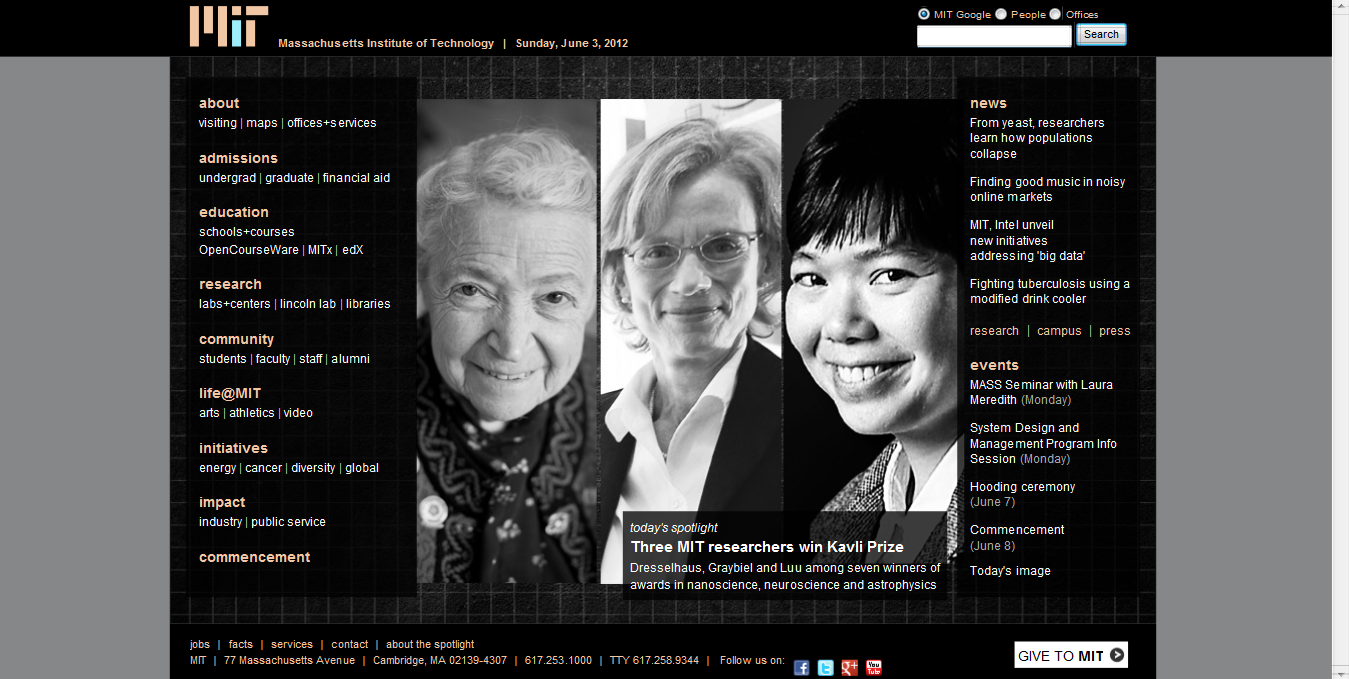 MIT
Massachusetts Institute of Technology | Sunday, June 3, 2012
MIT Google People Offices
Search
about
visiting | maps | offices+services
admissions
undergrad | graduate | financial aid
education
schools+courses
OpenCourseWare | MITx | edX
research
labs+centers | lincoln lab | libraries
community
students | faculty | staff | alumni
life@MIT
arts | athletics | video
initiatives
energy | cancer | diversity | global
impact
industry | public service
commencement
today's spotlight
Three MIT researchers win Kavli Prize
Dresselhaus, Graybiel and Luu among seven winners of
awards in nanoscience, neuroscience and astrophysics
news
From yeast, researchers
learn how populations
collapse
Finding good music in noisy
online markets
MIT, Intel unveil
new initiatives
addressing 'big data'
Fighting tuberculosis using a
modified drink cooler
research | campus | press
events
MASS Seminar with Laura
Meredith (Monday)
System Design and
Management Program Info
Session (Monday)
Hooding ceremony
(June 7)
Commencement
(June 8)
Today's image
jobs | facts | services | contact | about the spotlight
MIT | 77 Massachusetts Avenue | Cambridge, MA 02139-4307 | 617.253.1000 | TTY 617.258.9344 | Follow us on:
f t g+ You Tube
GIVE TO MIT